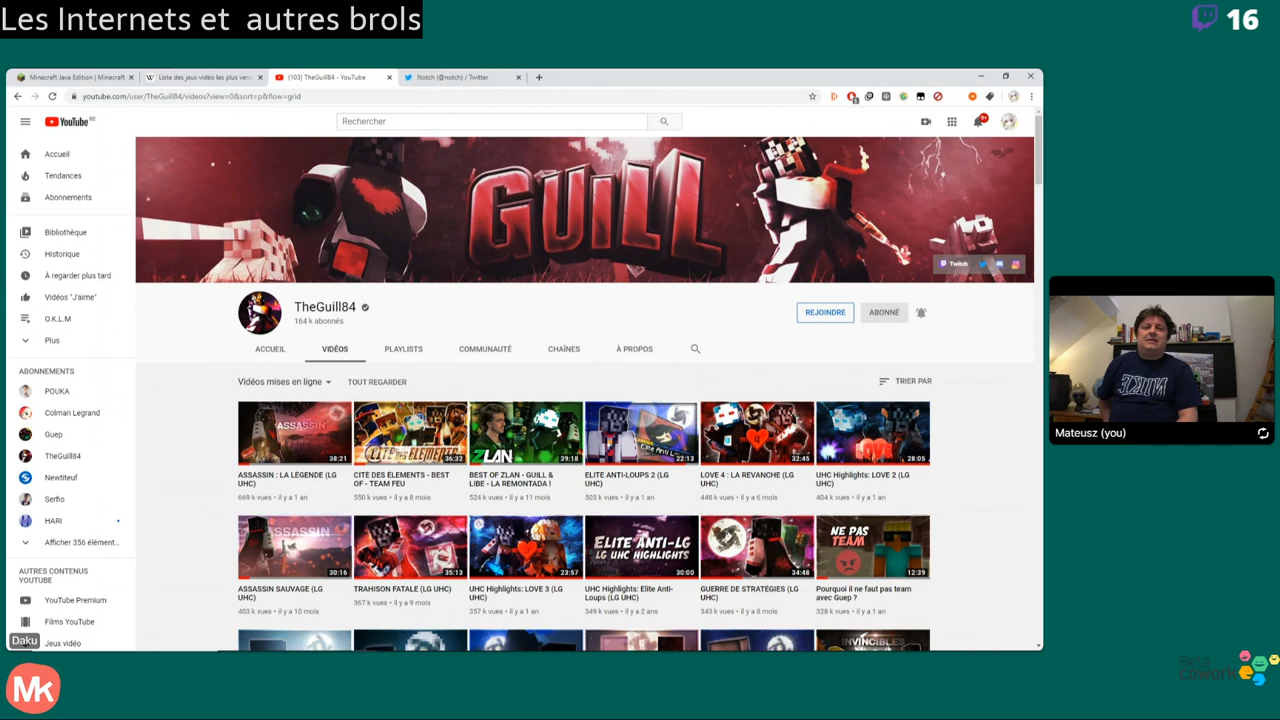 Les Internets et autres brols
16
Minecraft Java Edition | Minecraft
Liste des jeux vidéo les plus ven
(103) TheGuill84 - YouTube
Notch (@notch) / Twitter
youtube.com/user/TheGuill84/videos?view=0&sort=p&flow=grid
YouTube BE
Rechercher
9+
Accueil
Tendances
Abonnements
Bibliothèque
Historique
À regarder plus tard
Vidéos "J'aime"
O.K.L.M
Plus
ABONNEMENTS
POUKA
Colman Legrand
Guep
TheGuill84
Newtiteuf
Serfio
HARI
Afficher 356 élément...
AUTRES CONTENUS
YOUTUBE
YouTube Premium
Films YouTube
Jeux vidéo
Daku
GUILL
Twitch
TheGuill84
164 k abonnés
REJOINDRE
ABONNÉ
ACCUEIL
VIDÉOS
PLAYLISTS
COMMUNAUTÉ
CHAÎNES
À PROPOS
Vidéos mises en ligne
TOUT REGARDER
TRIER PAR
ASSASSIN
38:21
ASSASSIN : LA LÉGENDE (LG
UHC)
669 k vues • il y a 1 an
CITÉ DES ÉLÉMENTS
36:32
CITÉ DES ÉLÉMENTS - BEST
OF - TEAM FEU
550 k vues • il y a 8 mois
ZLAN
39:18
BEST OF ZLAN - GUILL &
LIBE - LA REMONTADA !
524 k vues • il y a 11 mois
22:13
ELITE ANTI-LOUPS 2 (LG
UHC)
503 k vues • il y a 1 an
32:45
LOVE 4 : LA REVANCHE (LG
UHC)
448 k vues • il y a 6 mois
28:05
UHC Highlights: LOVE 2 (LG
UHC)
404 k vues • il y a 1 an
ASSASSIN
30:16
ASSASSIN SAUVAGE (LG
UHC)
403 k vues • il y a 10 mois
35:13
TRAHISON FATALE (LG UHC)
367 k vues • il y a 9 mois
23:57
UHC Highlights: LOVE 3 (LG
UHC)
357 k vues • il y a 1 an
ELITE ANTI-LG
LG UHC HIGHLIGHTS
30:00
UHC Highlights: Elite Anti-
Loups (LG UHC)
349 k vues • il y a 2 ans
34:48
GUERRE DE STRATÉGIES (LG
UHC)
343 k vues • il y a 8 mois
NE PAS
TEAM
12:39
Pourquoi il ne faut pas team
avec Guep ?
328 k vues • il y a 1 an
INVINCIBLES
NIKE
Mateusz (you)
Mk
Beta
cowork